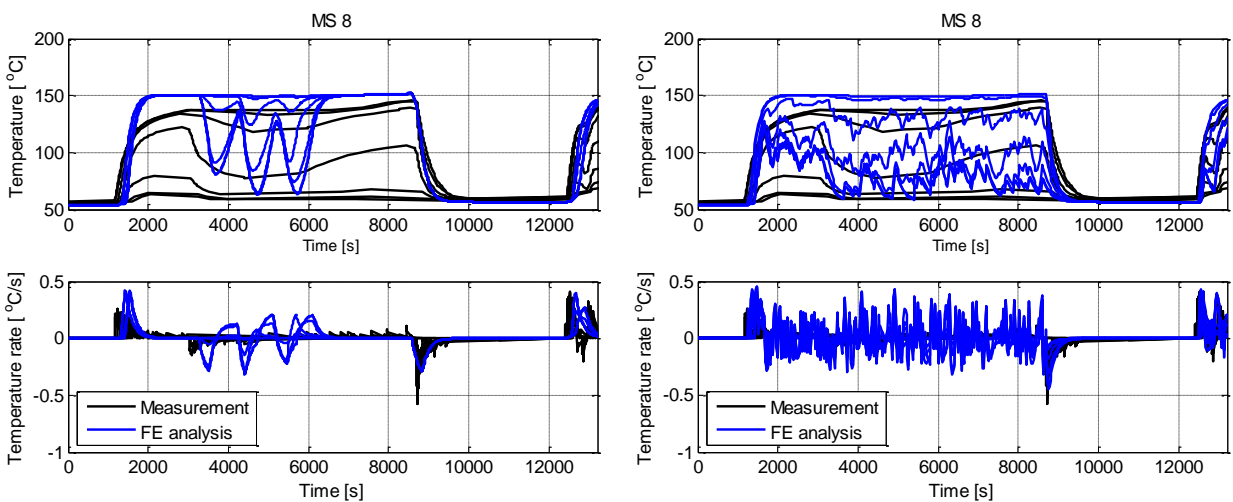 MS 8
200
150
100
50
Temperature [ °C]
0 2000 4000 6000 8000 10000 12000
Time [s]
0.5
0
-0.5
-1
Temperature rate [ °C/s]
Measurement
FE analysis
0 2000 4000 6000 8000 10000 12000
Time [s]
MS 8
200
150
100
50
Temperature [ °C]
0 2000 4000 6000 8000 10000 12000
Time [s]
0.5
0
-0.5
-1
Temperature rate [ °C/s]
Measurement
FE analysis
0 2000 4000 6000 8000 10000 12000
Time [s]